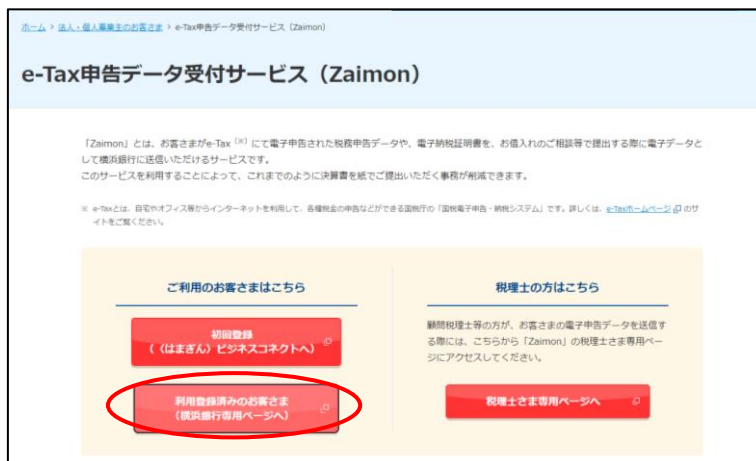 ホーム > 法人・個人事業主のお客さま > e-Tax申告データ受付サービス（Zaimon）
e-Tax申告データ受付サービス（Zaimon）
「Zaimon」とは、お客さまがe-Tax（※）にて電子申告された税務申告データや、電子納税証明書を、お借入れのご相談等で提出する際に電子データと
して横浜銀行に送信いただけるサービスです。
このサービスを利用することによって、これまでのように決算書を紙でご提出いただく事務が削減できます。
※ e-Taxとは、自宅やオフィス等からインターネットを利用して、各種税金の申告などができる国税庁の「国税電子申告・納税システム」です。詳しくは、e-Taxホームページ のサ
イトをご覧ください。
ご利用のお客さまはこちら
初回登録
（〈はまぎん〉ビジネスコネクトへ）
利用登録済みのお客さま
（横浜銀行専用ページへ）
税理士の方はこちら
顧問税理士等の方が、お客さまの電子申告データを送信す
る際には、こちらから「Zaimon」の税理士さま専用ペー
ジにアクセスしてください。
税理士さま専用ページへ